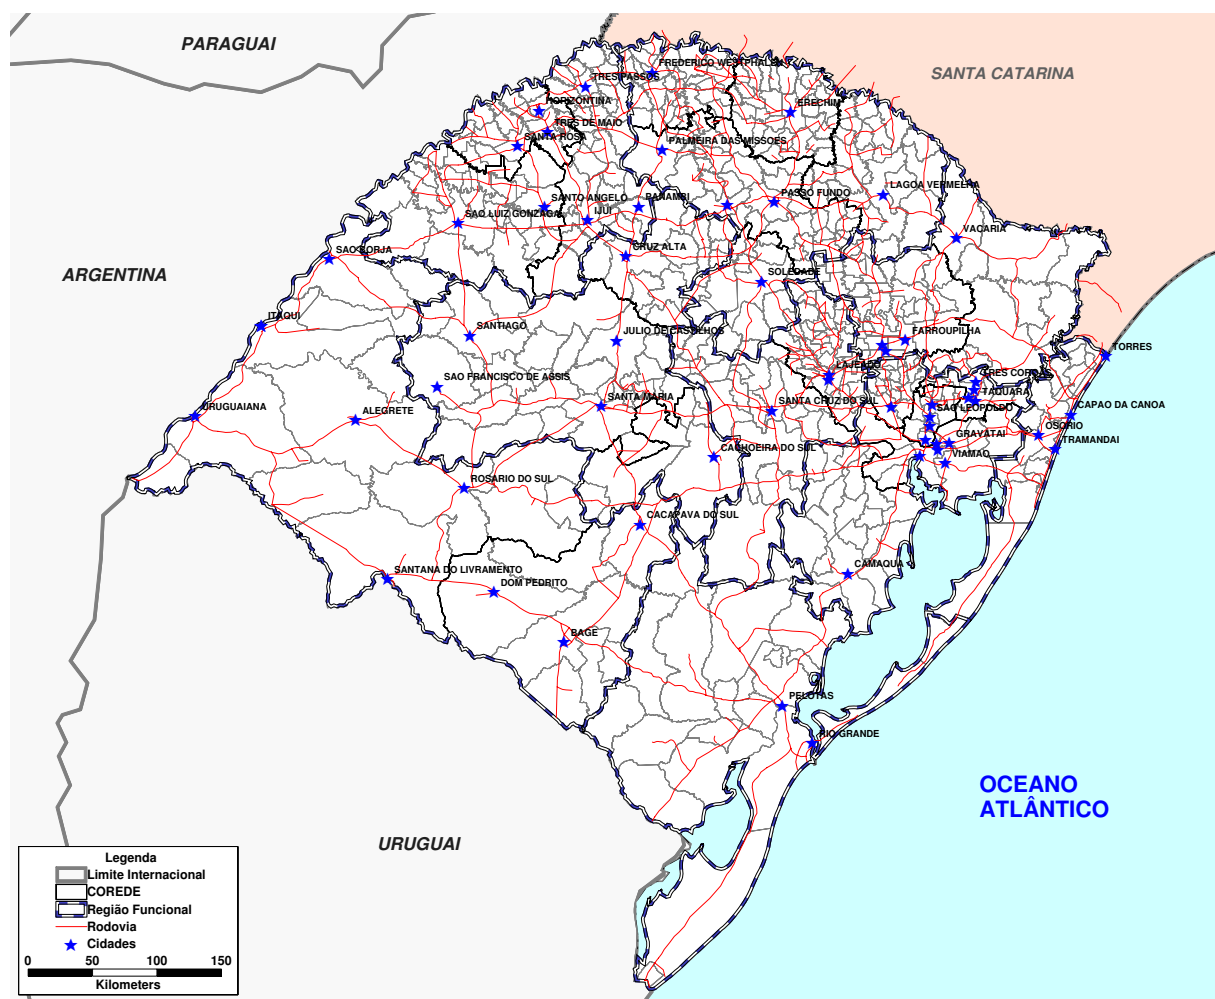 PARAGUAI
SANTA CATARINA
FREDERICO WESTPHALEN
TRES PASSOS
HORIZONTINA
ERECHIM
TRES DE MAIO
SANTA ROSA
PALMEIRA DAS MISSOES
LAGOA VERMELHA
PASSO FUNDO
SANTO ANGELO
PANAMBI
IJUI
SAO LUIZ GONZAGA
VACARIA
CRUZ ALTA
SAO BORJA
SOLEDADE
ARGENTINA
ITAQUI
SANTIAGO
JULIO DE CASTILHOS
FARROUPILHA
TORRES
LAJEADO
TRES COROAS
SAO FRANCISCO DE ASSIS
TAQUARA
SANTA MARIA
SANTA CRUZ DO SUL
SAO LEOPOLDO
URUGUAIANA
ALEGRETE
CAPAO DA CANOA
OSORIO
GRAVATAI
TRAMANDAI
CACHOEIRA DO SUL
VIAMAO
ROSARIO DO SUL
CACAPAVA DO SUL
SANTANA DO LIVRAMENTO
CAMAQUA
DOM PEDRITO
BAGE
PELOTAS
RIO GRANDE
OCEANO
ATLÂNTICO
URUGUAI
Legenda
Limite Internacional
COREDE
Região Funcional
Rodovia
Cidades
0 50 100 150
Kilometers